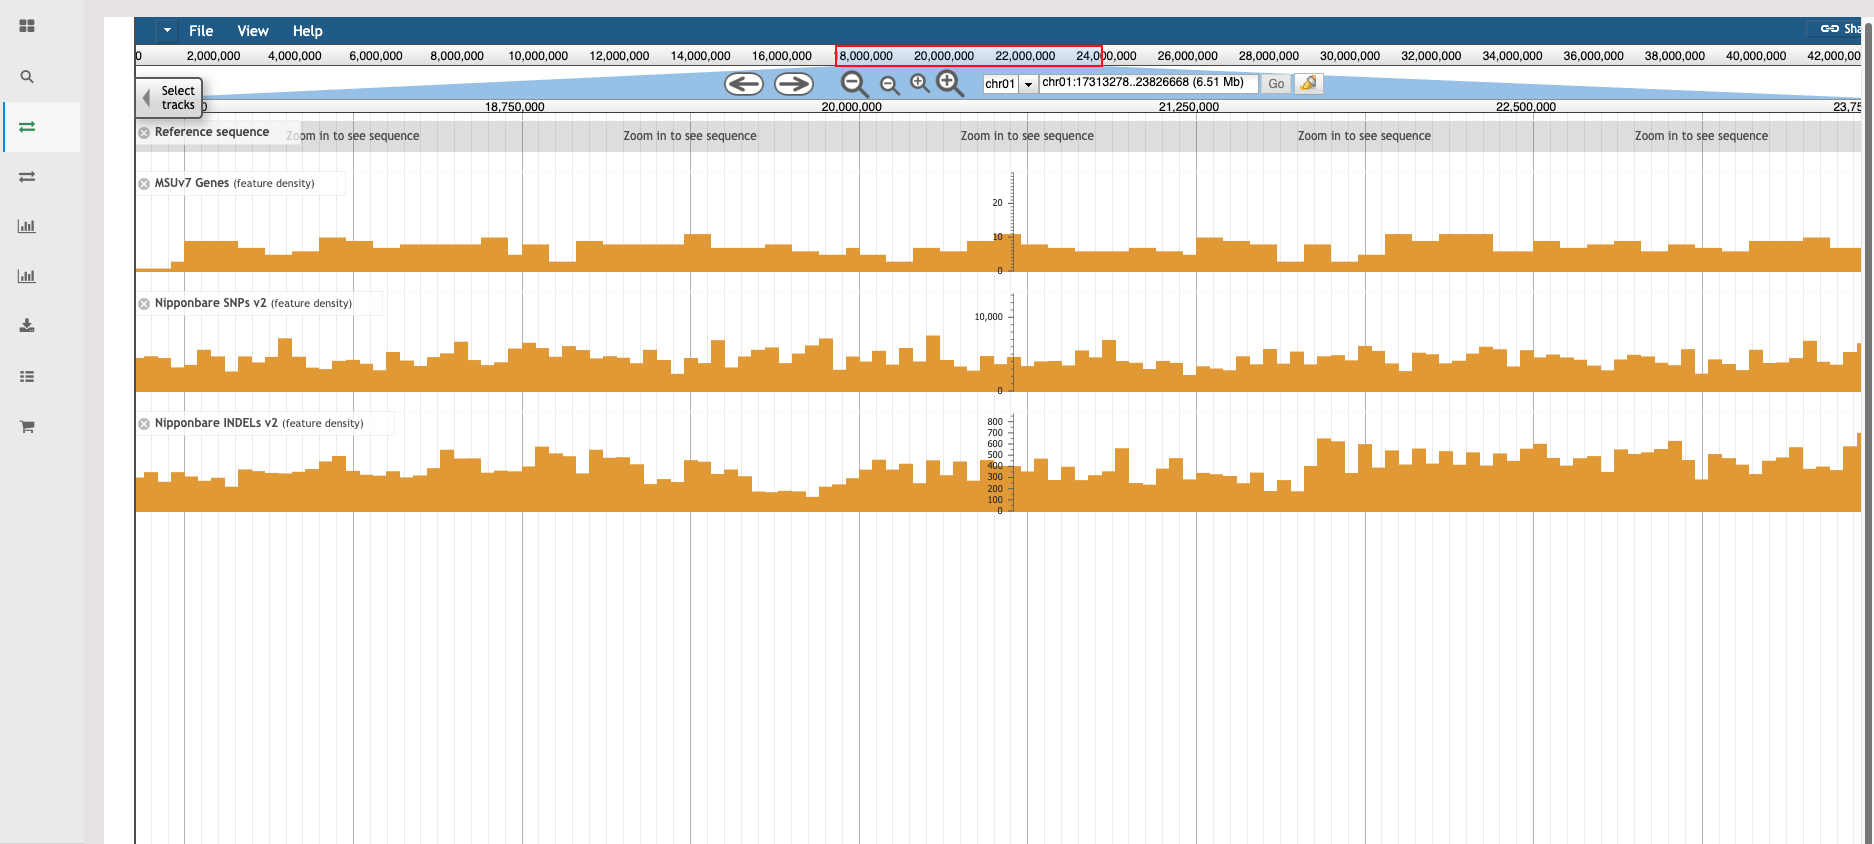 File View Help Sha
0 2,000,000 4,000,000 6,000,000 8,000,000 10,000,000 12,000,000 14,000,000 16,000,000 18,000,000 20,000,000 22,000,000 24,000,000 26,000,000 28,000,000 30,000,000 32,000,000 34,000,000 36,000,000 38,000,000 40,000,000 42,000,00
chr01 chr01:17313278..23826668 (6.51 Mb) Go
Select
tracks
0 18,750,000 20,000,000 21,250,000 22,500,000 23,75
Reference sequence Zoom in to see sequence Zoom in to see sequence Zoom in to see sequence Zoom in to see sequence Zoom in to see sequence
MSUv7 Genes (feature density)
20
10
0
Nipponbare SNPs v2 (feature density)
10,000
0
Nipponbare INDELs v2 (feature density)
800
700
600
500
400
300
200
100
0